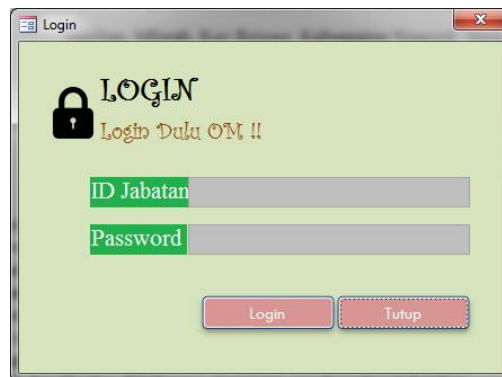 Login
LOGIN
Login Dulu OM !!
ID Jabatan
Password
Login Tutup